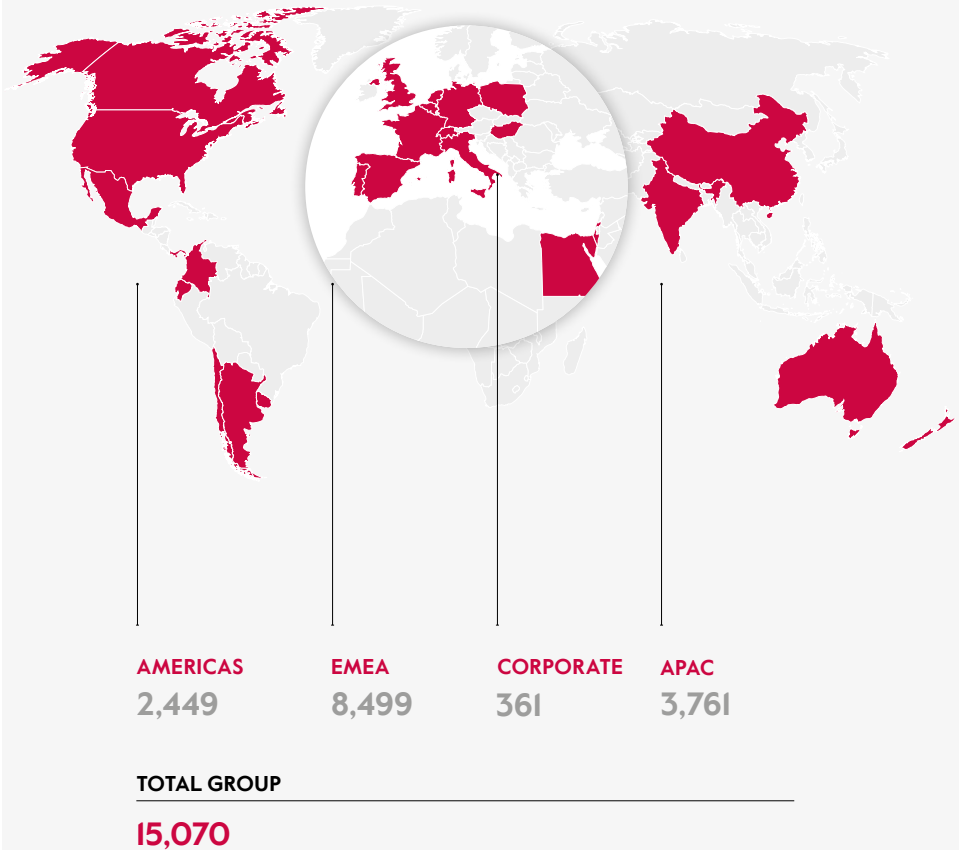 AMERICAS EMEA CORPORATE APAC
2,449 8,499 361 3,761
TOTAL GROUP
15,070